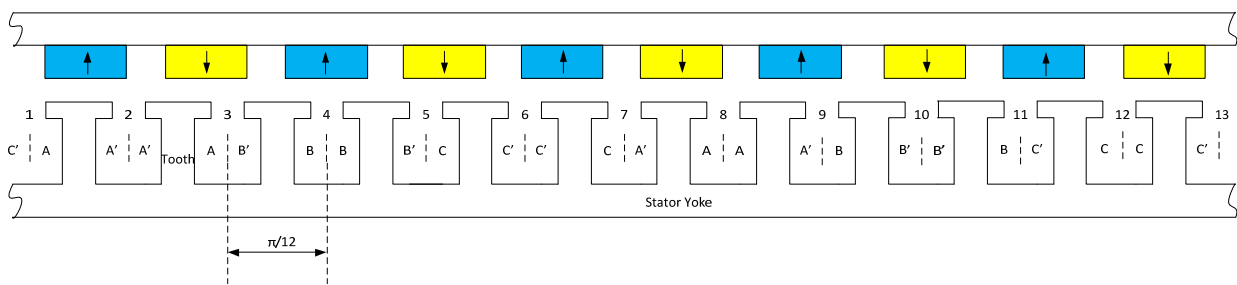 1 2 3 4 5 6 7 8 9 10 11 12 13
C' A A' A' A B' B B B' C C' C' C A' A A A' B B' B' B C' C C C'
Tooth
Stator Yoke
π/12